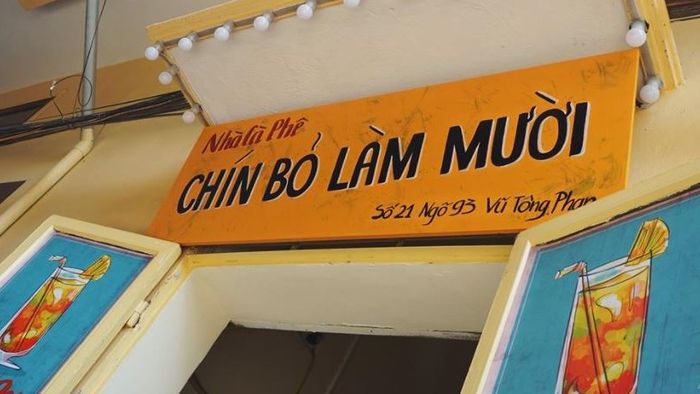 Nhà Cà Phê
CHÍN BỎ LÀM MƯỜI
Số 21 Ngõ 93 Vũ Tông Phan